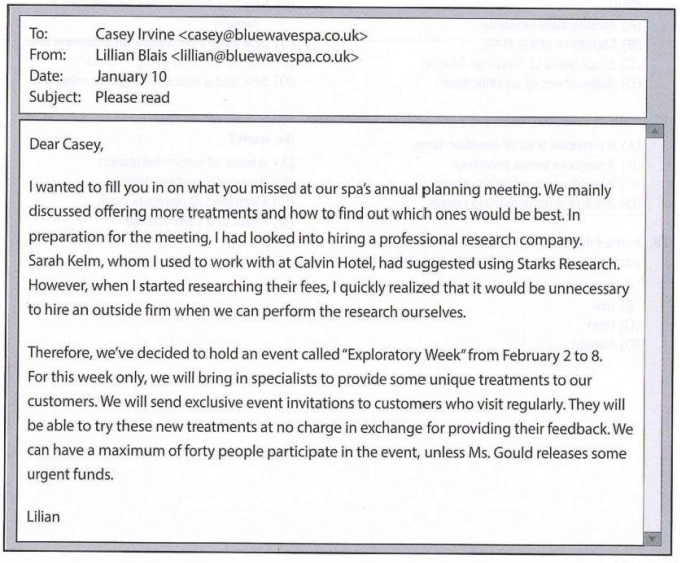 To: Casey Irvine <casey@bluewavespa.co.uk>
From: Lillian Blais <lillian@bluewavespa.co.uk>
Date: January 10
Subject: Please read
Dear Casey,
I wanted to fill you in on what you missed at our spa's annual planning meeting. We mainly
discussed offering more treatments and how to find out which ones would be best. In
preparation for the meeting, I had looked into hiring a professional research company.
Sarah Kelm, whom I used to work with at Calvin Hotel, had suggested using Starks Research.
However, when I started researching their fees, I quickly realized that it would be unnecessary
to hire an outside firm when we can perform the research ourselves.
Therefore, we've decided to hold an event called "Exploratory Week" from February 2 to 8.
For this week only, we will bring in specialists to provide some unique treatments to our
customers. We will send exclusive event invitations to customers who visit regularly. They will
be able to try these new treatments at no charge in exchange for providing their feedback. We
can have a maximum of forty people participate in the event, unless Ms. Gould releases some
urgent funds.
Lilian